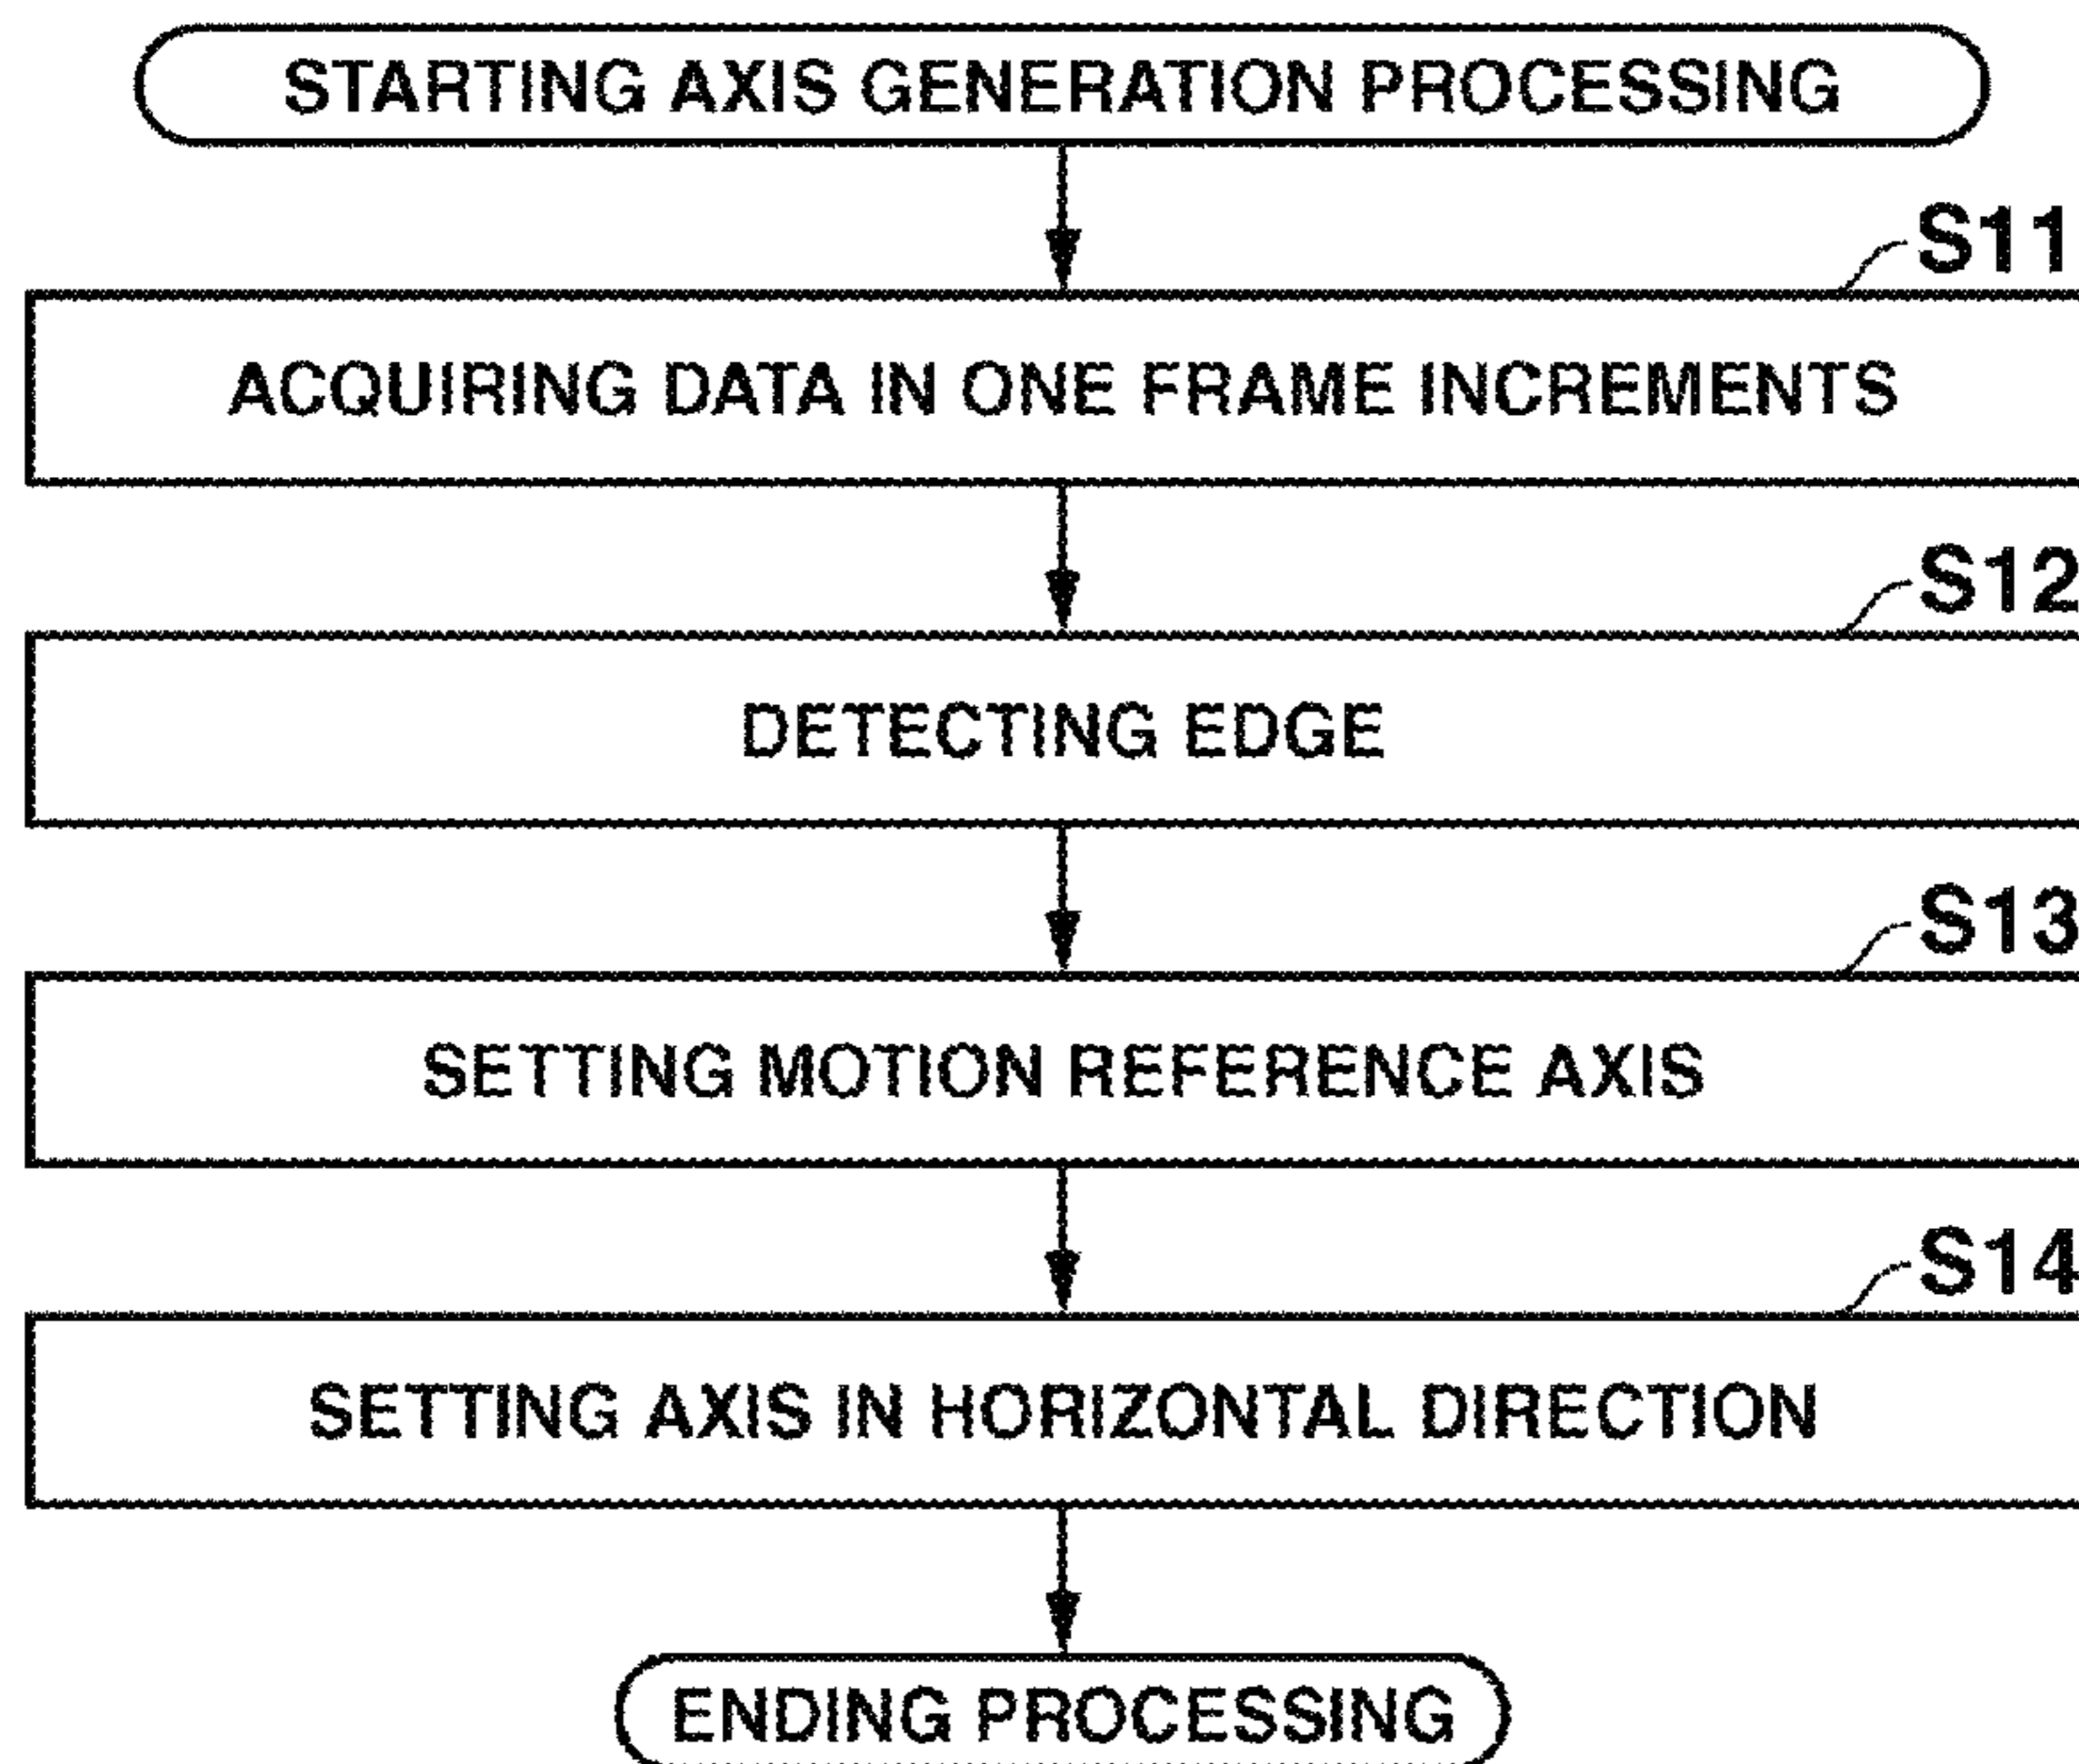 STARTING AXIS GENERATION PROCESSING
S11
ACQUIRING DATA IN ONE FRAME INCREMENTS
S12
DETECTING EDGE
S13
SETTING MOTION REFERENCE AXIS
S14
SETTING AXIS IN HORIZONTAL DIRECTION
ENDING PROCESSING